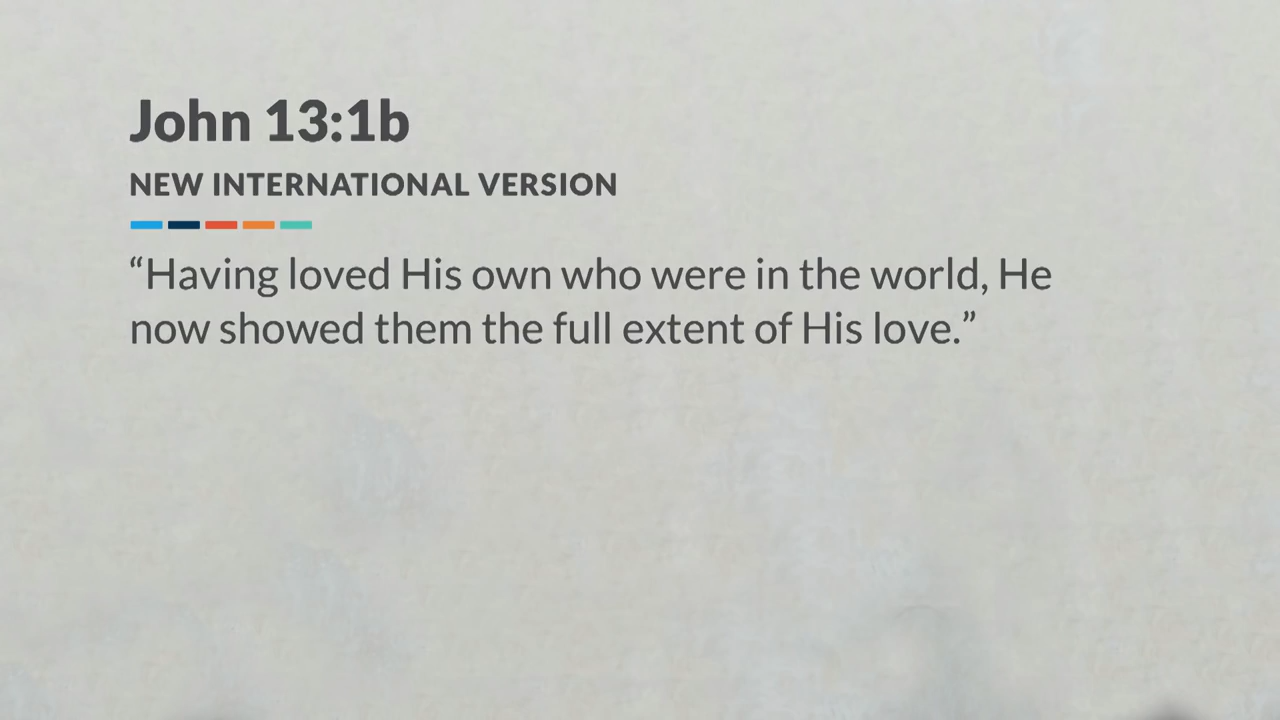 John 13:1b
NEW INTERNATIONAL VERSION
“Having loved His own who were in the world, He
now showed them the full extent of His love.”